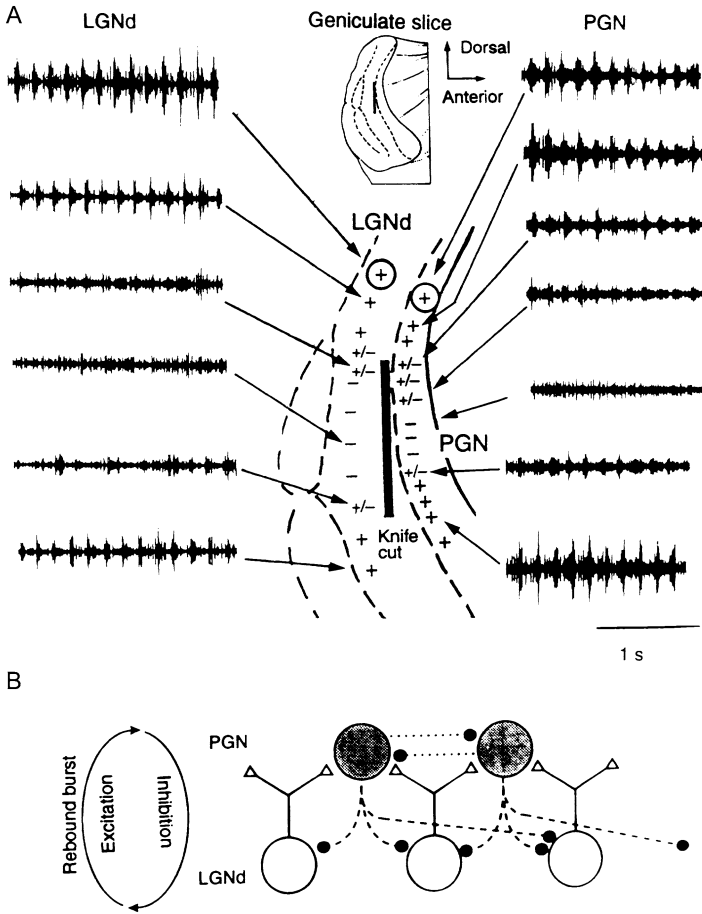 A
LGNd
Geniculate slice
PGN
Dorsal
Anterior
LGNd
+
+
+
+/−
+/−
−
−
−
−
+/−
+
+
+
+
+
+/−
+/−
+/−
−
−
−
+/−
+
+
+
+
PGN
Knife
cut
1 s
B
Rebound burst
Excitation
Inhibition
PGN
LGNd